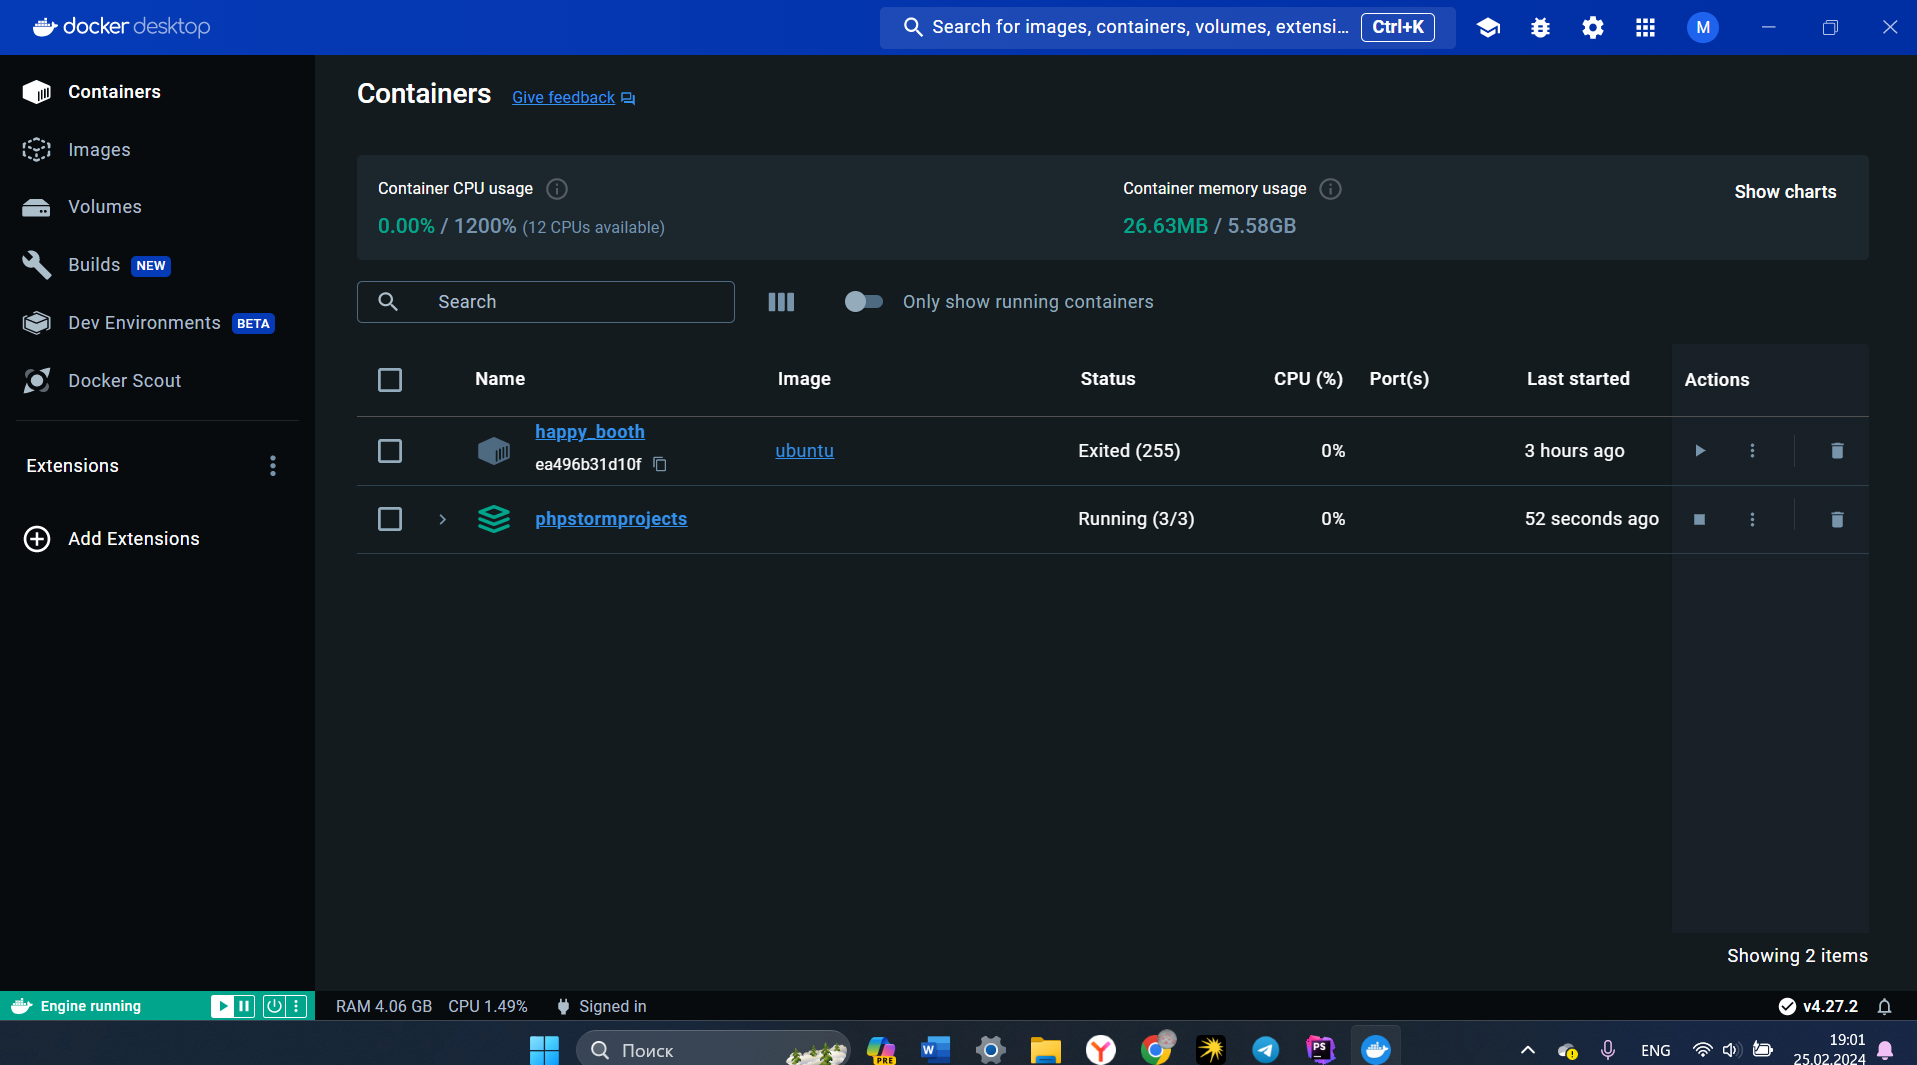 docker desktop
Search for images, containers, volumes, extensi... Ctrl+K
M
Containers
Images
Volumes
Builds NEW
Dev Environments BETA
Docker Scout
Extensions
Add Extensions
Containers Give feedback
Container CPU usage
0.00% / 1200% (12 CPUs available)
Container memory usage
26.63MB / 5.58GB
Show charts
Search
Only show running containers
Name Image Status CPU (%) Port(s) Last started Actions
happy_booth
ea496b31d10f
ubuntu Exited (255) 0% 3 hours ago
phpstormprojects Running (3/3) 0% 52 seconds ago
Showing 2 items
Engine running RAM 4.06 GB CPU 1.49% Signed in v4.27.2
Поиск
PRE
W
PS
ENG
19:01
25.02.2024